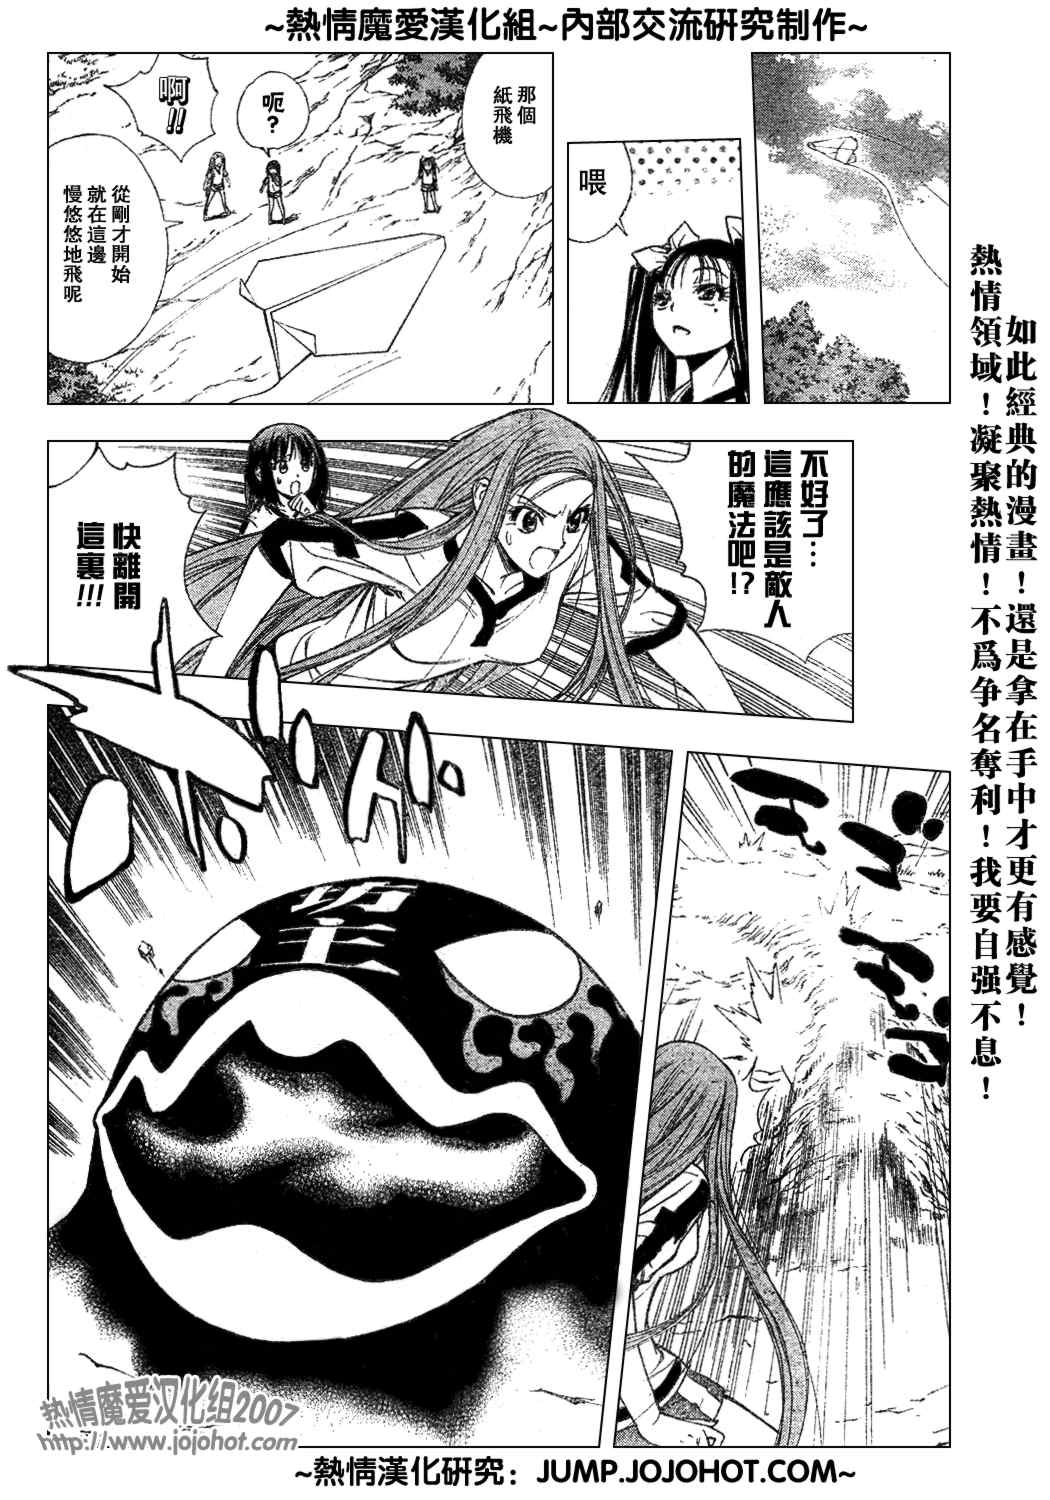 ~熱情魔愛漢化組~內部交流研究制作~
喂
那個
紙飛機
呃?
啊!!
從剛才開始
就在這邊
慢悠悠地飛呢
不好了…
這應該是敵人
的魔法吧!?
快離開
這裏!!!
ゴゴゴ
坊主
如此經典的漫畫！還是拿在手中才更有感覺！
熱情領域！凝聚熱情！不爲争名奪利！我要自强不息！
熱情魔爱汉化组2007
http://www.jojohot.com
~熱情漢化研究：JUMP.JOJOHOT.COM~